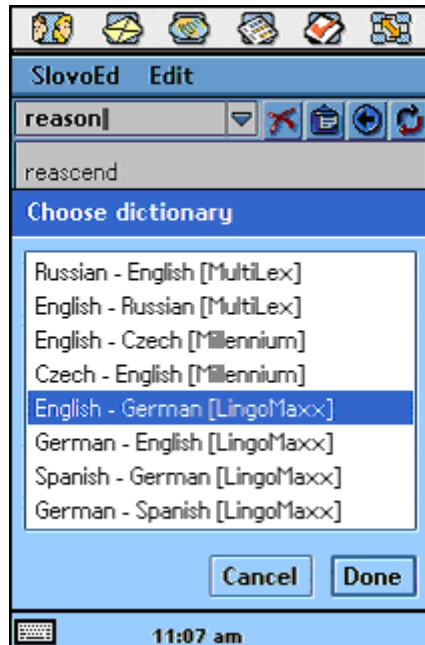 SlovoEd Edit
reason
reascend
Choose dictionary
Russian - English [MultiLex]
English - Russian [MultiLex]
English - Czech [Millennium]
Czech - English [Millennium]
English - German [LingoMaxx]
German - English [LingoMaxx]
Spanish - German [LingoMaxx]
German - Spanish [LingoMaxx]
Cancel Done
11:07 am